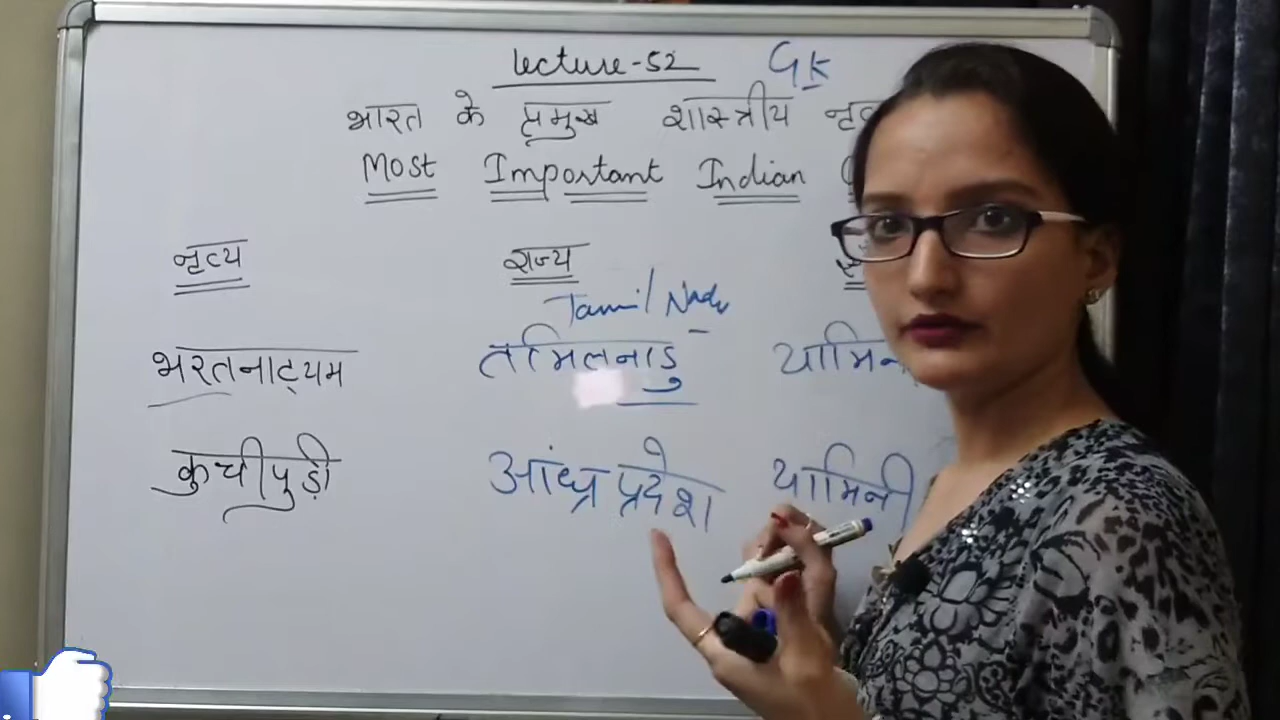 Lecture-52 GK
भारत के प्रमुख शास्त्रीय
Most Important Indian
नृत्य राज्य
Tamil Nadu
भरतनाट्यम तमिलनाडु
कुचीपुड़ी आंध्र प्रदेश यामिनी